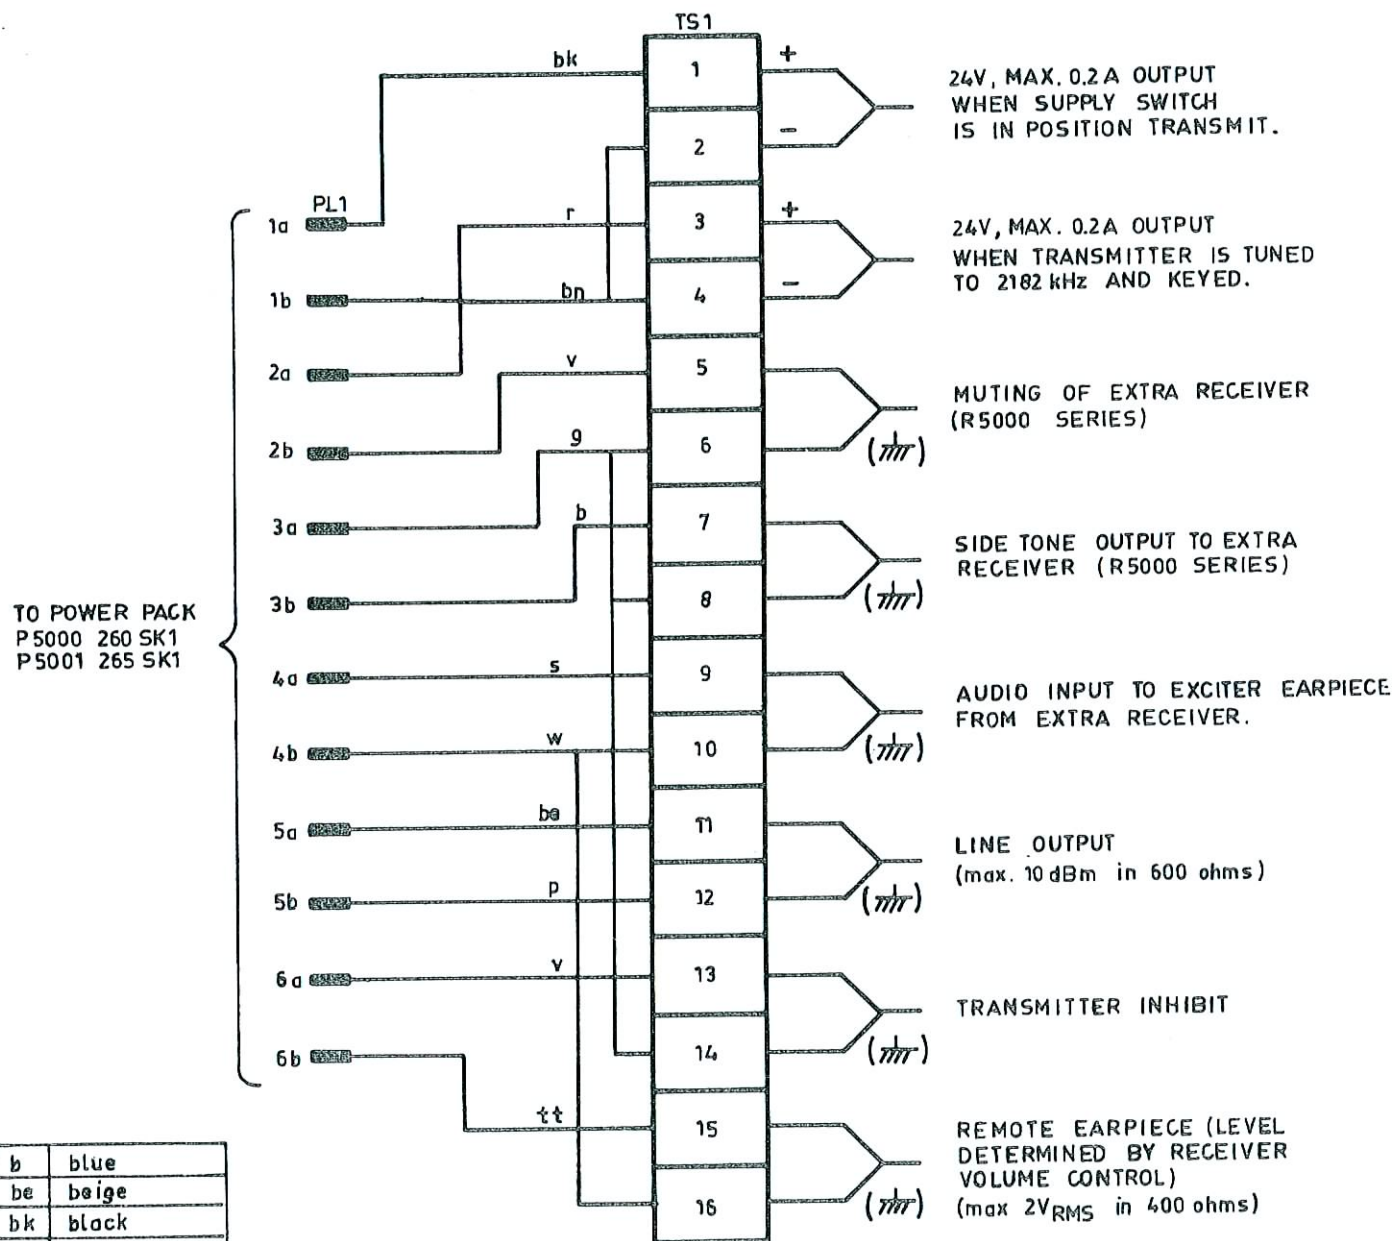 TS1
bk
1
+
24V, MAX. 0.2 A OUTPUT
WHEN SUPPLY SWITCH
IS IN POSITION TRANSMIT.
2
−
PL1
1a
r
3
+
24V, MAX. 0.2 A OUTPUT
WHEN TRANSMITTER IS TUNED
TO 2182 kHz AND KEYED.
1b
bn
4
−
2a
v
5
MUTING OF EXTRA RECEIVER
(R5000 SERIES)
2b
g
6
3a
b
7
SIDE TONE OUTPUT TO EXTRA
RECEIVER (R5000 SERIES)
3b
8
TO POWER PACK
P5000 260 SK1
P5001 265 SK1
4a
s
9
AUDIO INPUT TO EXCITER EARPIECE
FROM EXTRA RECEIVER.
4b
w
10
5a
be
11
LINE OUTPUT
(max. 10 dBm in 600 ohms)
5b
p
12
6a
v
13
TRANSMITTER INHIBIT
6b
14
tt
15
REMOTE EARPIECE (LEVEL
DETERMINED BY RECEIVER
VOLUME CONTROL)
(max 2VRMS in 400 ohms)
16
b blue
be beige
bk black